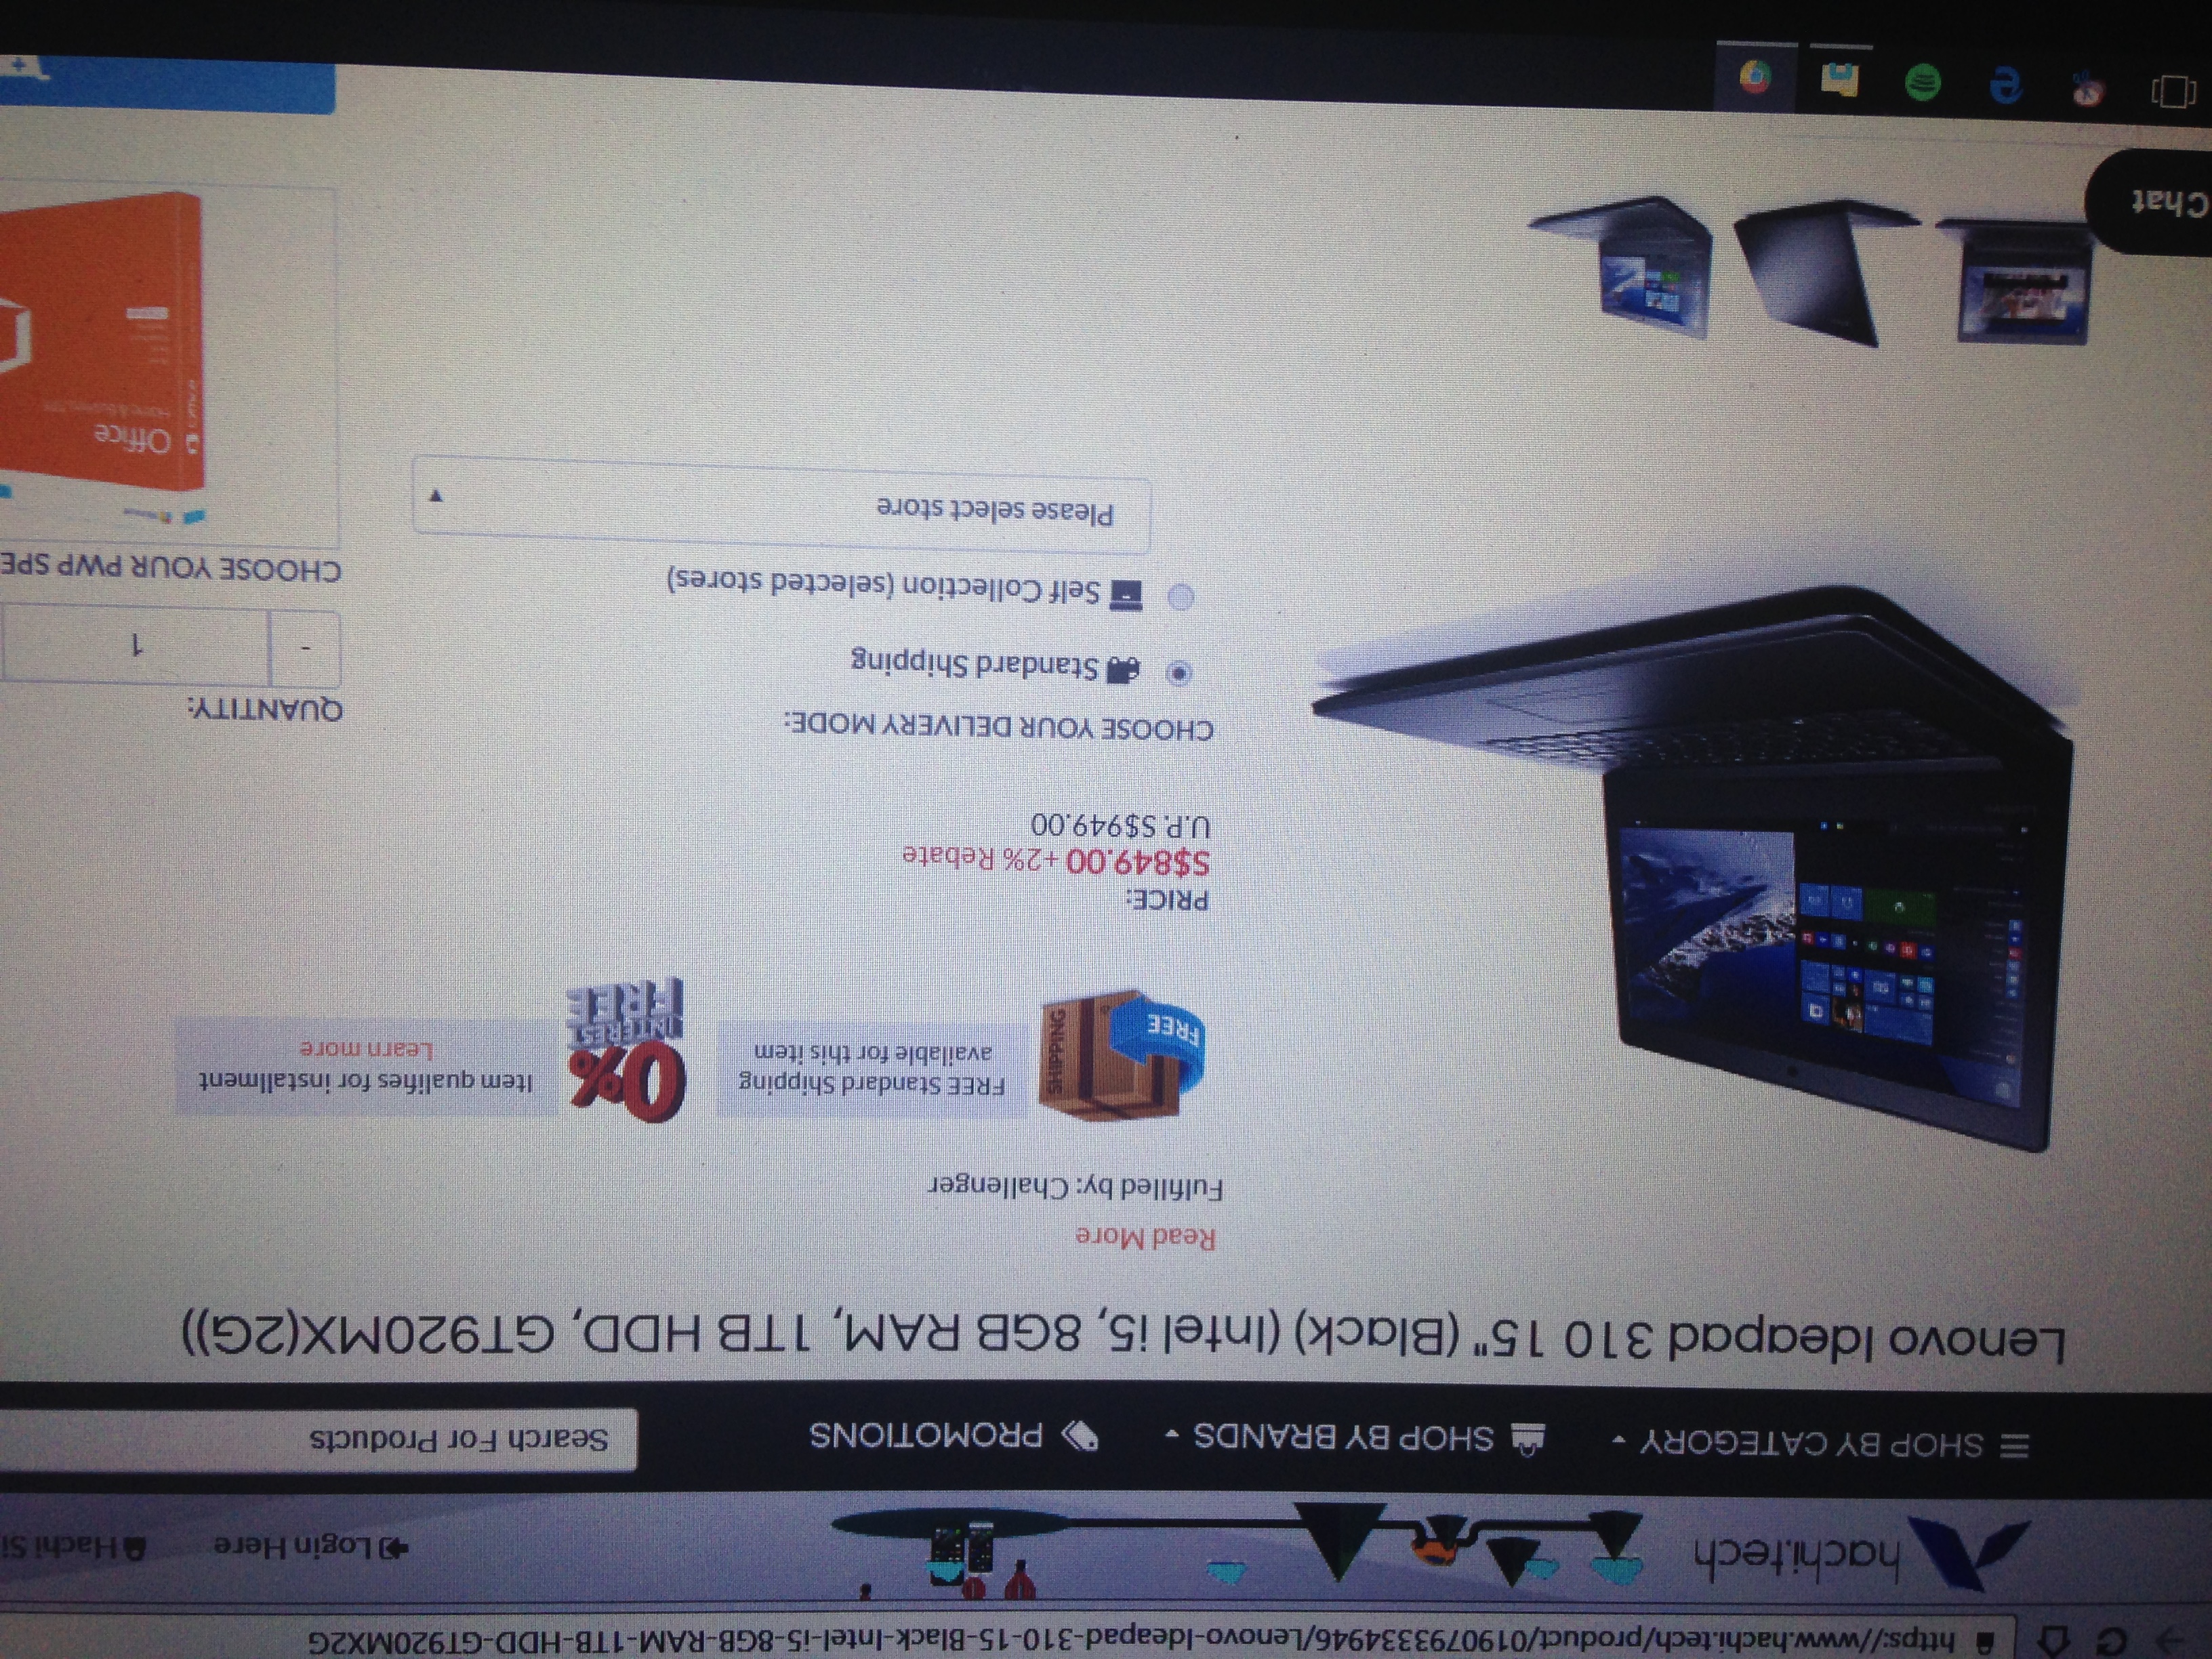 https://www.hachi.tech/product/0190793334946/Lenovo-Ideapad-310-15-Black-Intel-i5-8GB-RAM-1TB-HDD-GT920MX2G
hachi.tech
Login Here
Hachi Si
SHOP BY CATEGORY
SHOP BY BRANDS
PROMOTIONS
Search For Products
Lenovo Ideapad 310 15" (Black) (Intel i5, 8GB RAM, 1TB HDD, GT920MX(2G))
Read More
Fulfilled by: Challenger
FREE
SHIPPING
FREE Standard Shipping
available for this item
0%
INTEREST
FREE
Item qualifies for installment
Learn more
PRICE:
S$849.00 +2% Rebate
U.P. S$949.00
CHOOSE YOUR DELIVERY MODE:
Standard Shipping
Self Collection (selected stores)
Please select store
QUANTITY:
- 1
CHOOSE YOUR PWP SPE
Office
Chat